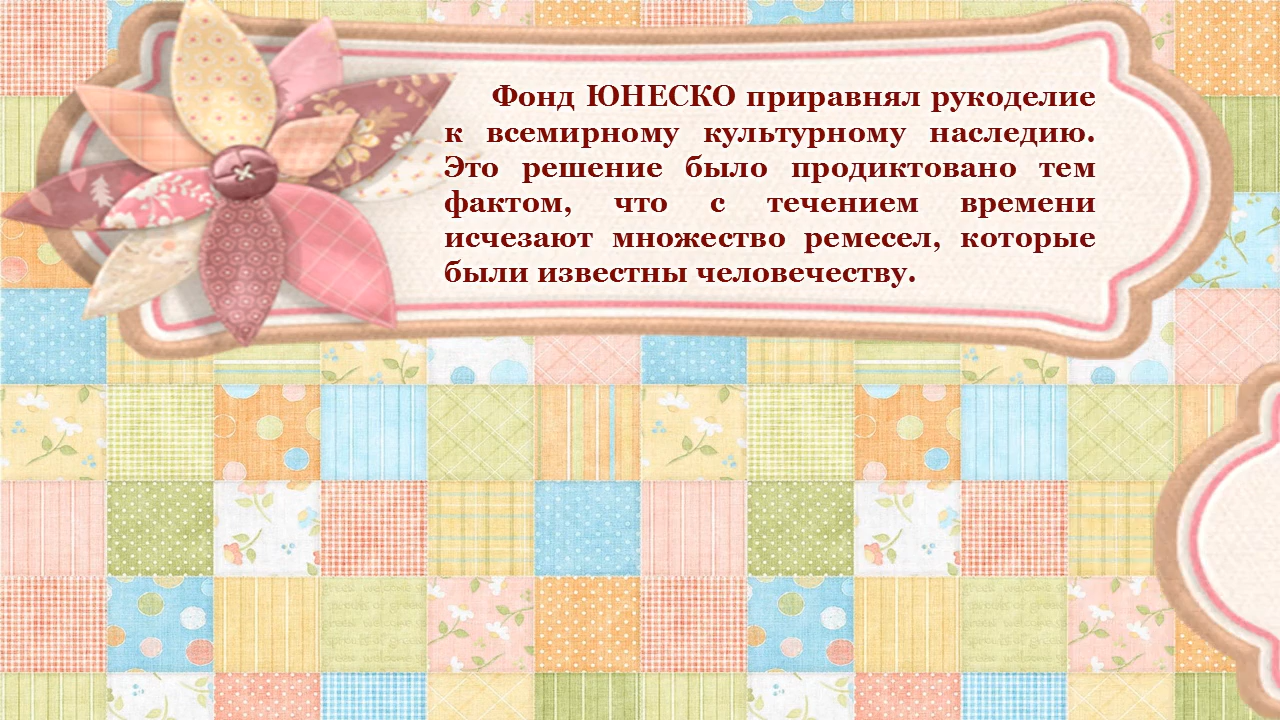 Фонд ЮНЕСКО приравнял рукоделие
к всемирному культурному наследию.
Это решение было продиктовано тем
фактом, что с течением времени
исчезают множество ремесел, которые
были известны человечеству.